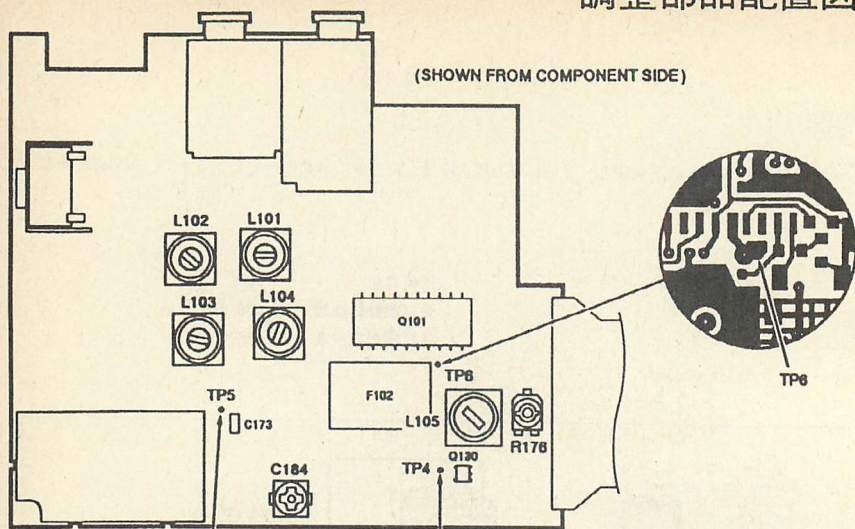 調整部品配置図
(SHOWN FROM COMPONENT SIDE)
L102
L101
L103
L104
Q101
TP6
TP6
F102
L105
TP5
C173
R176
Q130
TP4
C184